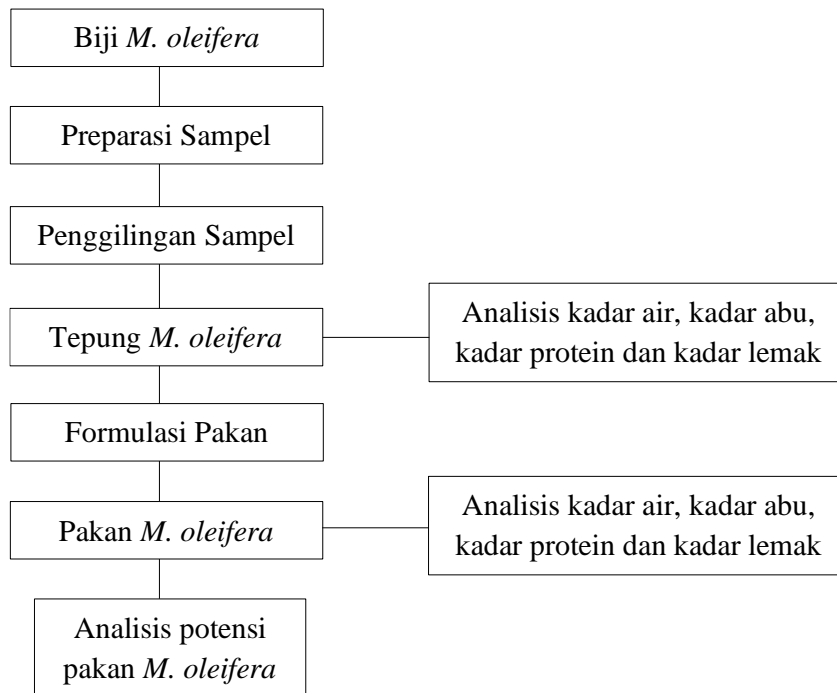 Biji M. oleifera
Preparasi Sampel
Penggilingan Sampel
Tepung M. oleifera
Analisis kadar air, kadar abu,
kadar protein dan kadar lemak
Formulasi Pakan
Pakan M. oleifera
Analisis kadar air, kadar abu,
kadar protein dan kadar lemak
Analisis potensi
pakan M. oleifera